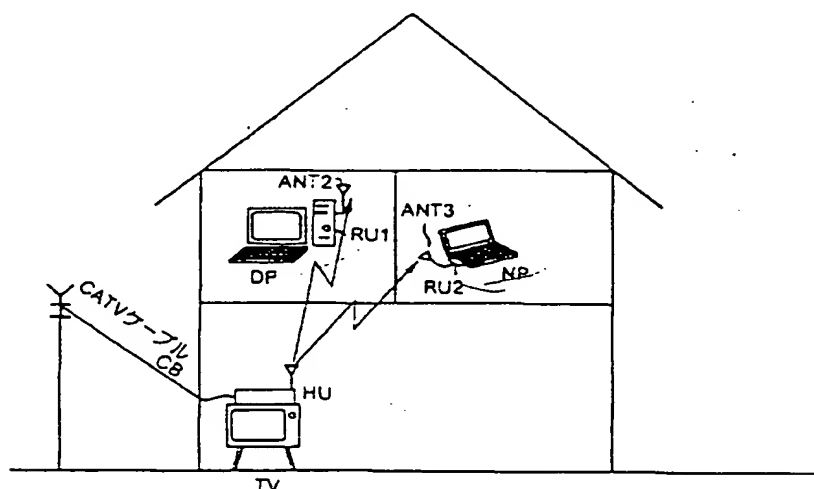 ANT2
RU1
DP
ANT3
RU2
NP
CATVケーブル
CB
HU
TV